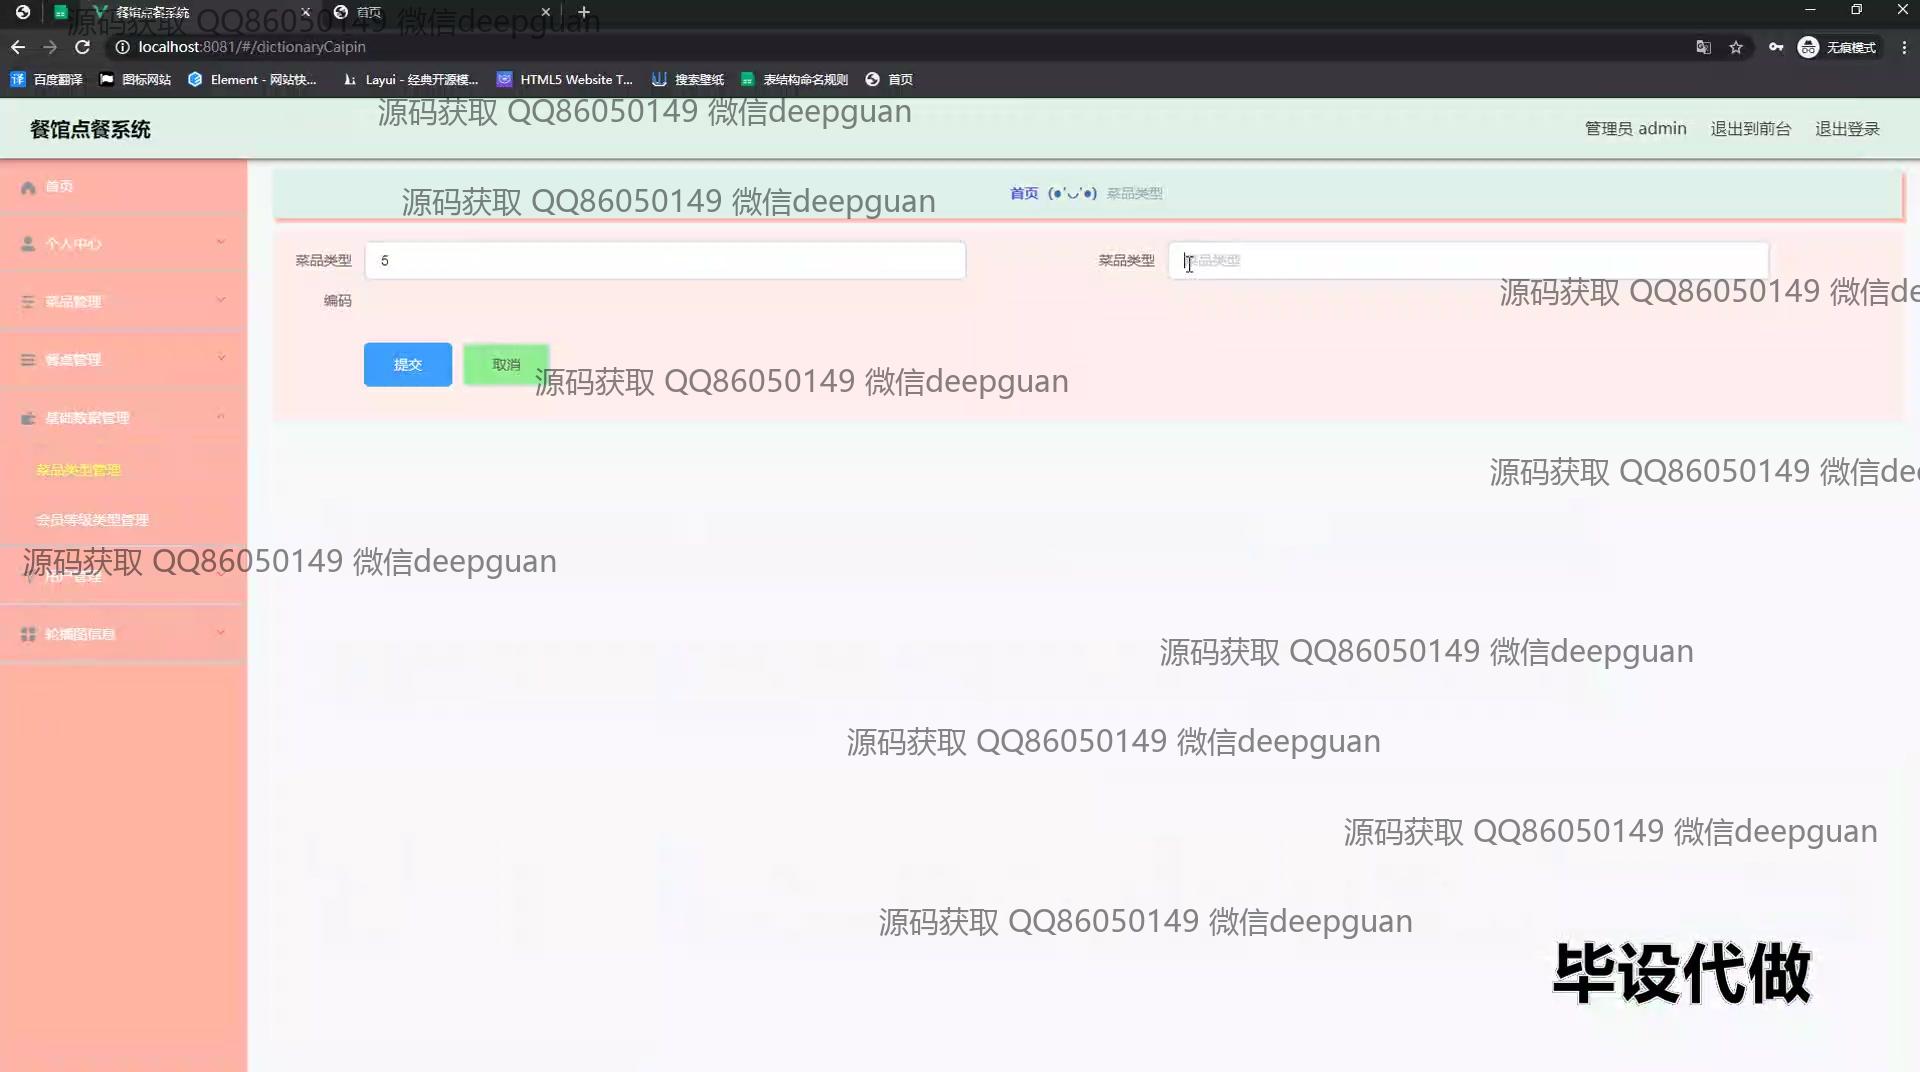 餐馆点餐系统
首页
源码获取 QQ86050149 微信deepguan
localhost:8081/#/dictionaryCaipin
无痕模式
百度翻译
图标网站
Element - 网站快...
Layui - 经典开源模...
HTML5 Website T...
搜索壁纸
表结构命名规则
首页
源码获取 QQ86050149 微信deepguan
餐馆点餐系统
管理员 admin
退出到前台
退出登录
首页
源码获取 QQ86050149 微信deepguan
首页 (●'◡'●) 菜品类型
个人中心
菜品类型
5
菜品类型
菜品类型
编码
源码获取 QQ86050149 微信de
菜品管理
餐桌管理
提交
取消
源码获取 QQ86050149 微信deepguan
基础数据管理
菜品类型管理
源码获取 QQ86050149 微信dee
会员等级类型管理
源码获取 QQ86050149 微信deepguan
用户管理
轮播图信息
源码获取 QQ86050149 微信deepguan
源码获取 QQ86050149 微信deepguan
源码获取 QQ86050149 微信deepguan
源码获取 QQ86050149 微信deepguan
毕设代做